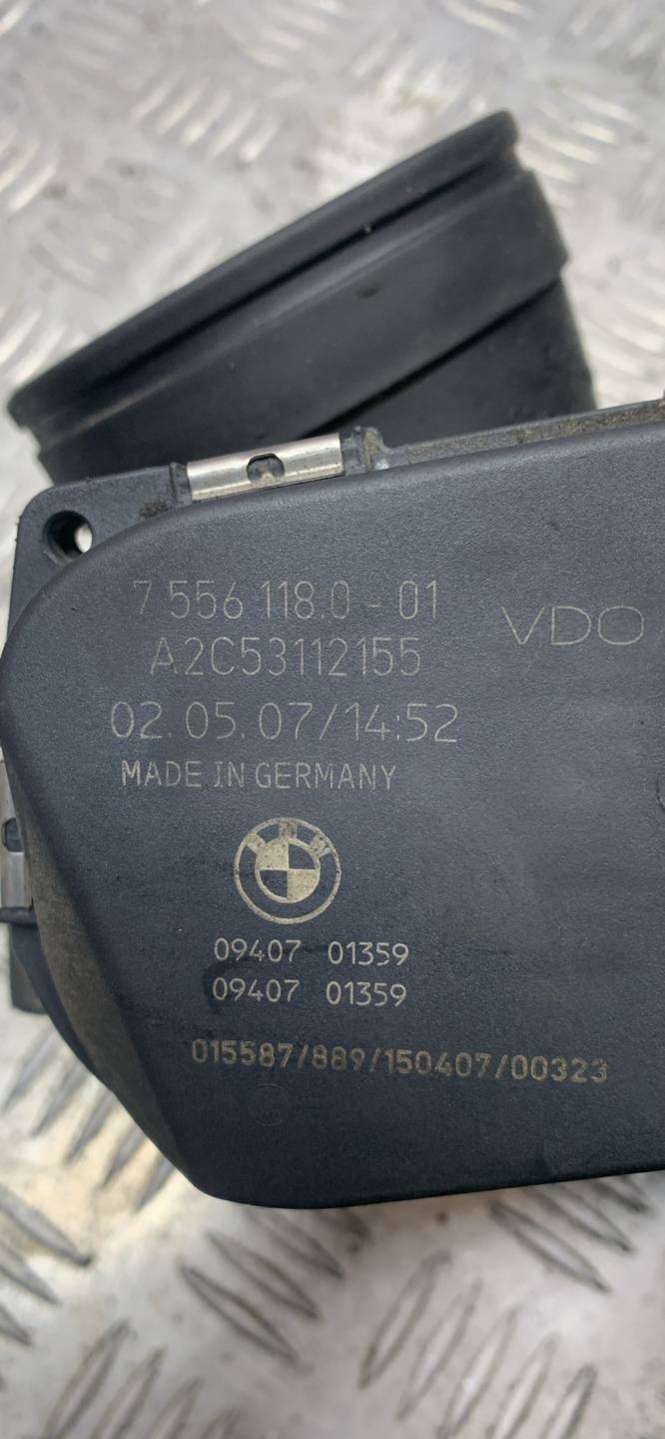 7 556 118.0-01
VDO
A2C53112155
02.05.07/14:52
MADE IN GERMANY
BMW
09407 01359
09407 01359
015587/889/150407/00323